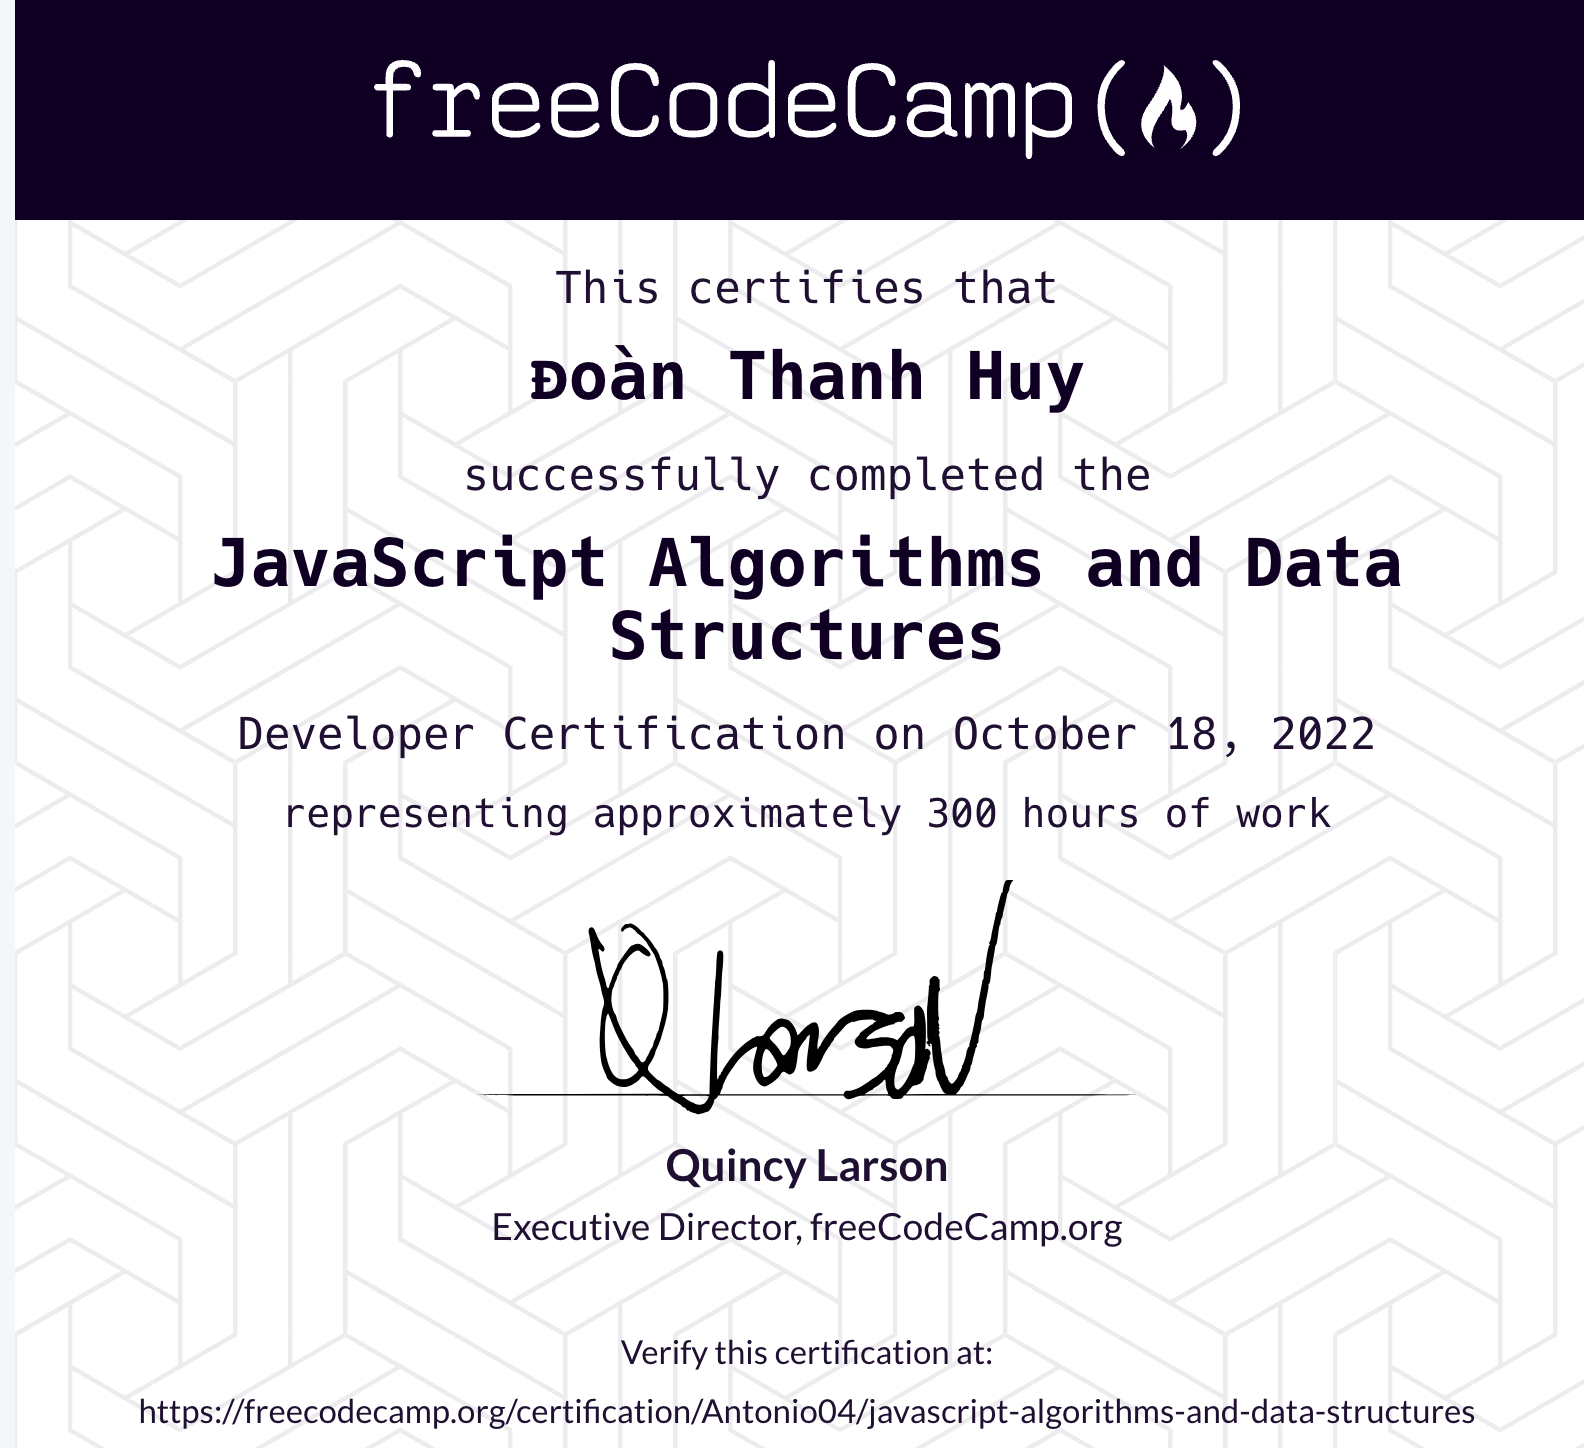 freeCodeCamp(🔥)
This certifies that
Đoàn Thanh Huy
successfully completed the
JavaScript Algorithms and Data
Structures
Developer Certification on October 18, 2022
representing approximately 300 hours of work
Q Larson
Quincy Larson
Executive Director, freeCodeCamp.org
Verify this certification at:
https://freecodecamp.org/certification/Antonio04/javascript-algorithms-and-data-structures